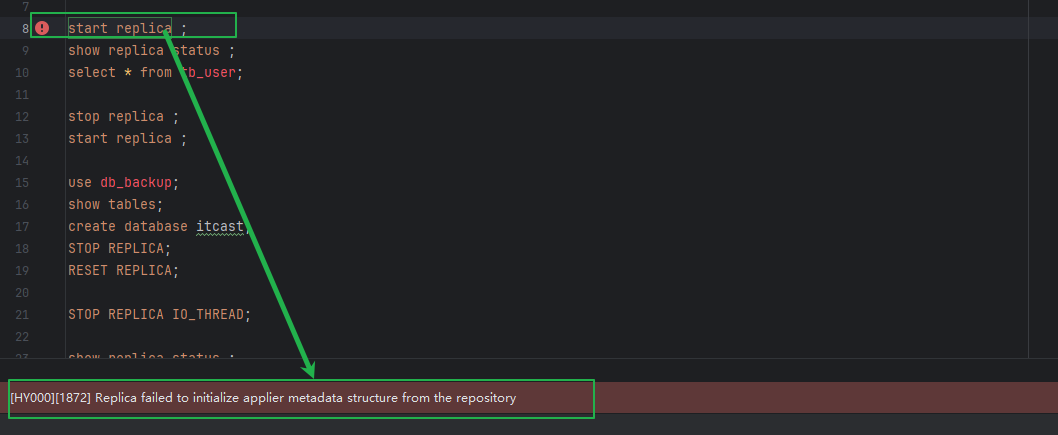 7
8 start replica ;
9 show replica status ;
10 select * from tb_user;
11
12 stop replica ;
13 start replica ;
14
15 use db_backup;
16 show tables;
17 create database itcast;
18 STOP REPLICA;
19 RESET REPLICA;
20
21 STOP REPLICA IO_THREAD;
22
23 show replica status ;
[HY000][1872] Replica failed to initialize applier metadata structure from the repository